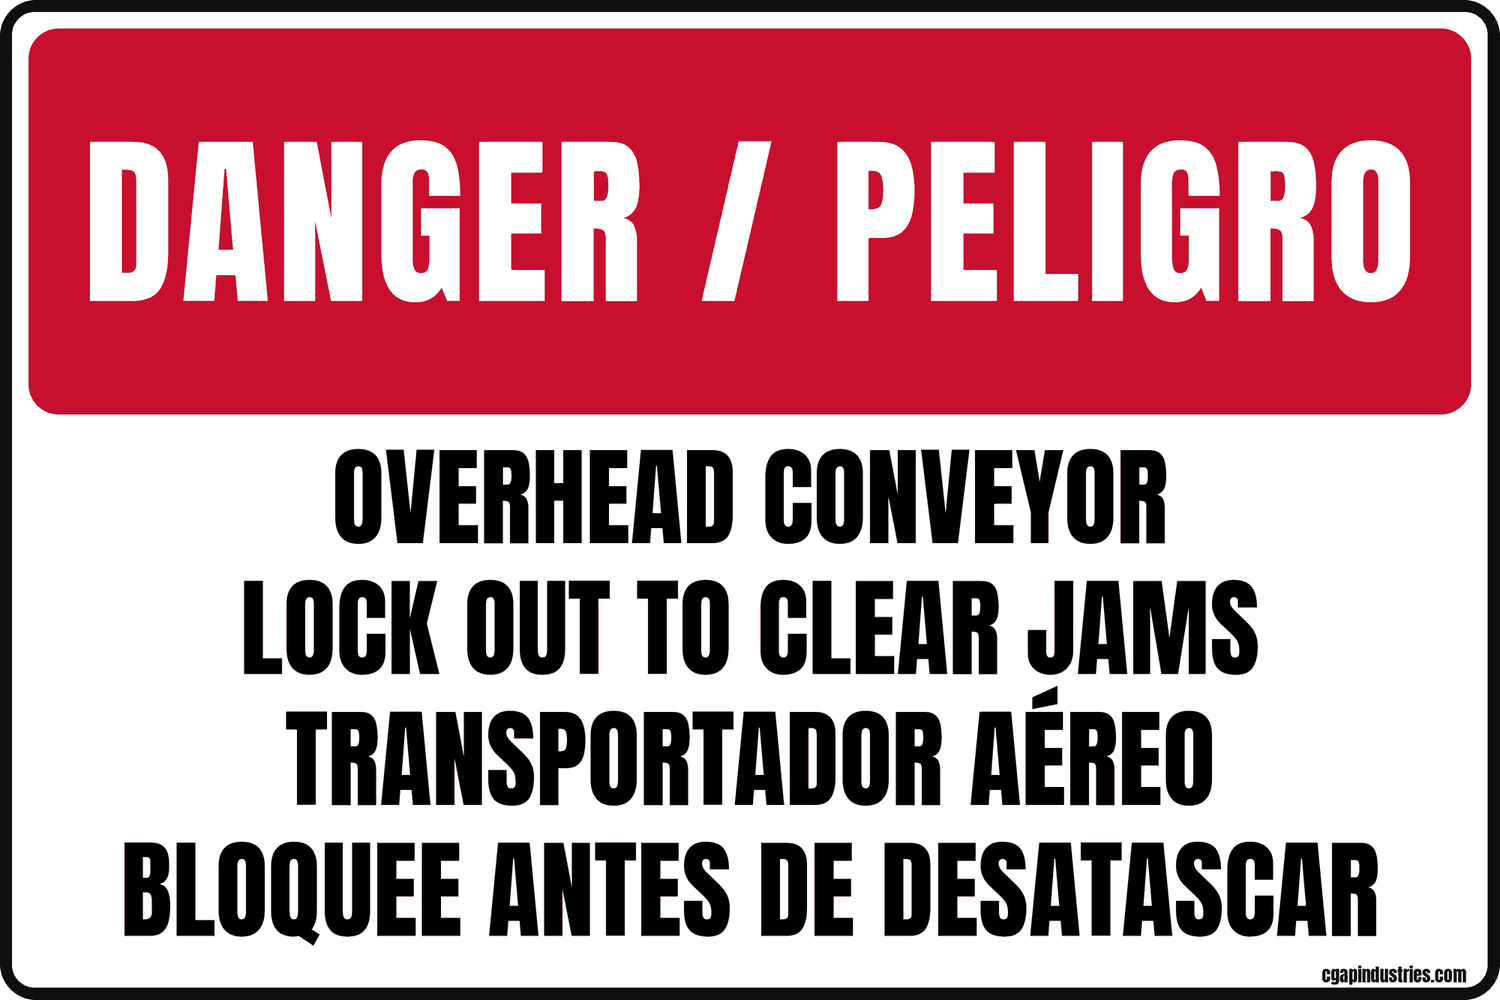 DANGER / PELIGRO
OVERHEAD CONVEYOR
LOCK OUT TO CLEAR JAMS
TRANSPORTADOR AÉREO
BLOQUEE ANTES DE DESATASCAR
cgapindustries.com